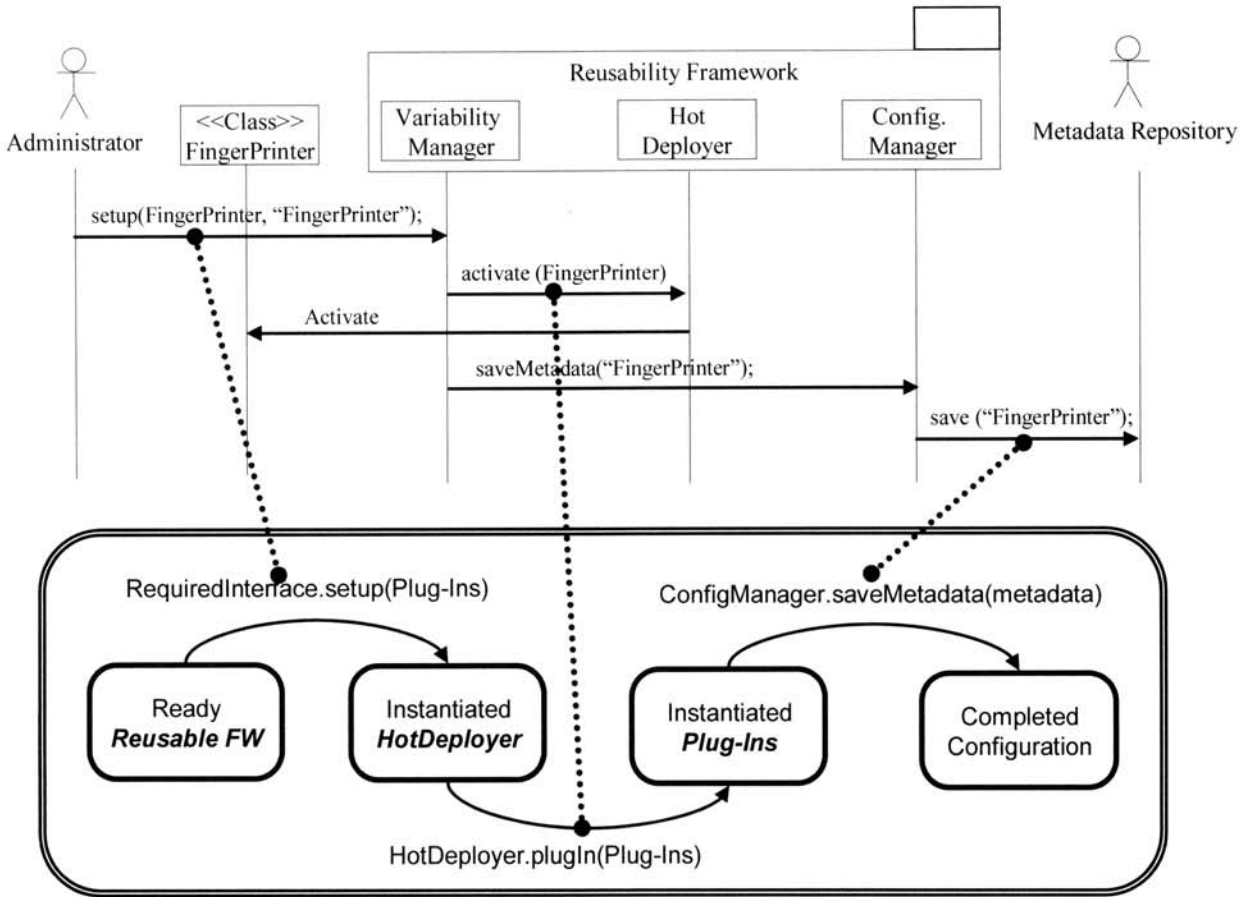 Reusability Framework
Administrator
<<Class>>
FingerPrinter
Variability
Manager
Hot
Deployer
Config.
Manager
Metadata Repository
setup(FingerPrinter, “FingerPrinter”);
activate (FingerPrinter)
Activate
saveMetadata(“FingerPrinter”);
save (“FingerPrinter”);
RequiredInterface.setup(Plug-Ins)
ConfigManager.saveMetadata(metadata)
Ready
Reusable FW
Instantiated
HotDeployer
Instantiated
Plug-Ins
Completed
Configuration
HotDeployer.plugIn(Plug-Ins)